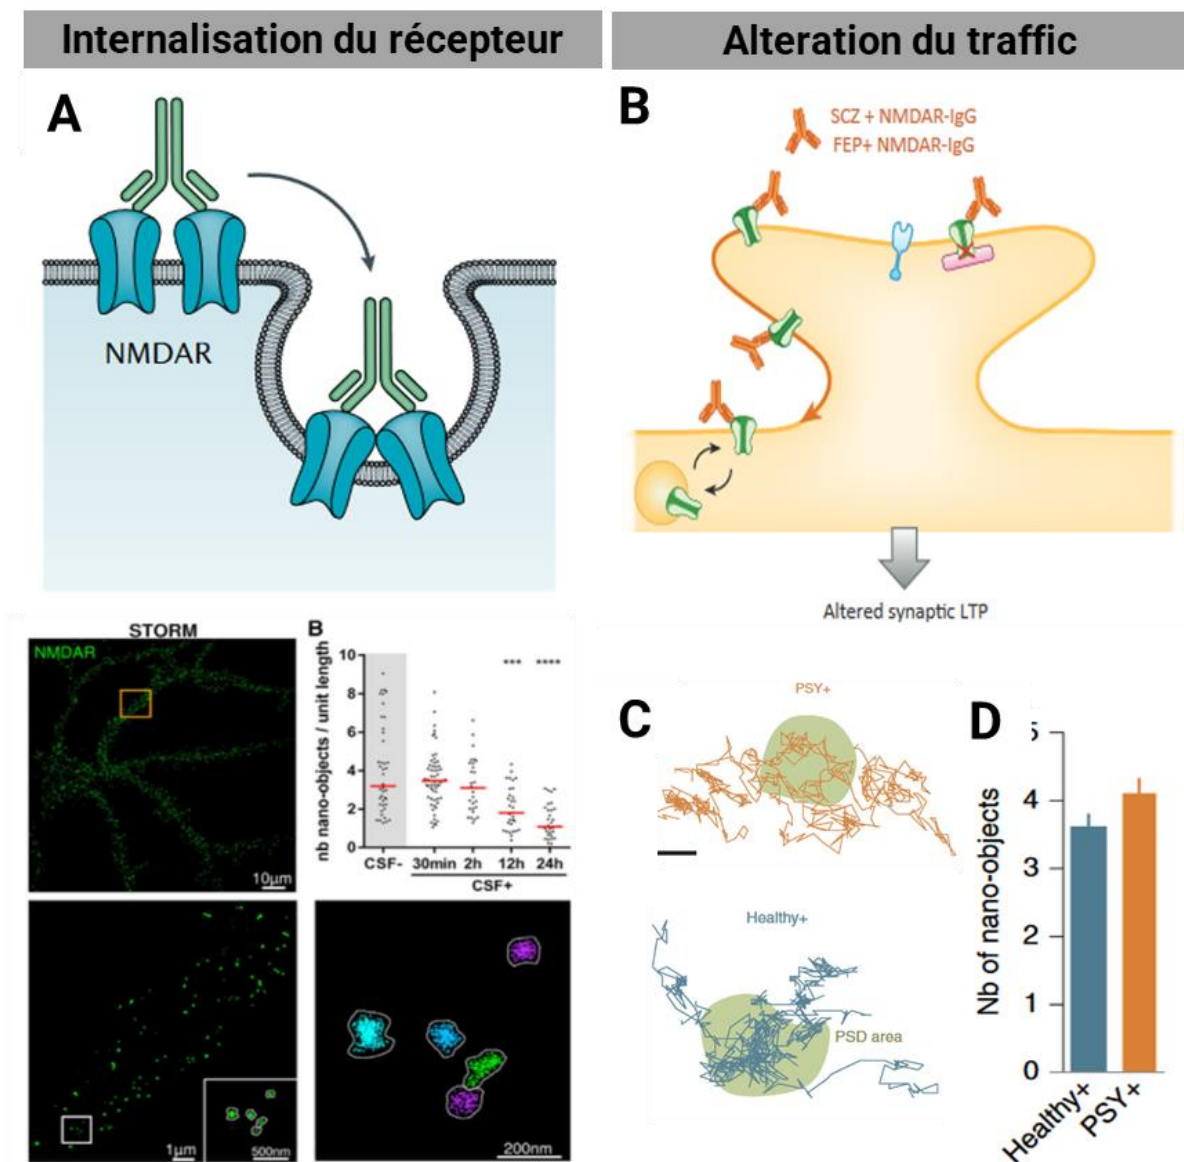 Internalisation du récepteur
Alteration du traffic
A
NMDAR
B
SCZ + NMDAR-IgG
FEP+ NMDAR-IgG
Altered synaptic LTP
STORM
NMDAR
10µm
B
nb nano-objects / unit length
10
8
6
4
2
0
*** ****
CSF- 30min 2h 12h 24h
CSF+
1µm
500nm
200nm
C
PSY+
Healthy+
PSD area
D
Nb of nano-objects
5
4
3
2
1
0
Healthy+
PSY+